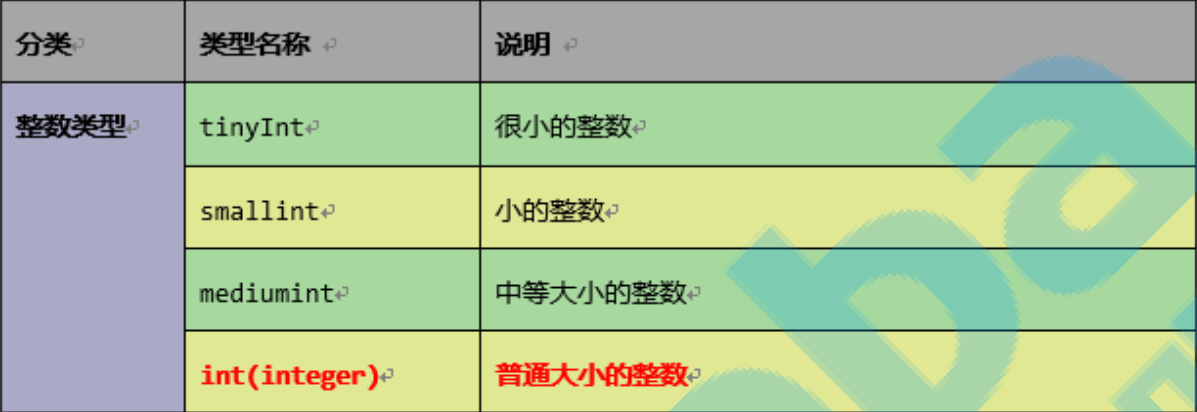 分类 类型名称 说明
整数类型 tinyInt 很小的整数
smallint 小的整数
mediumint 中等大小的整数
int(integer) 普通大小的整数